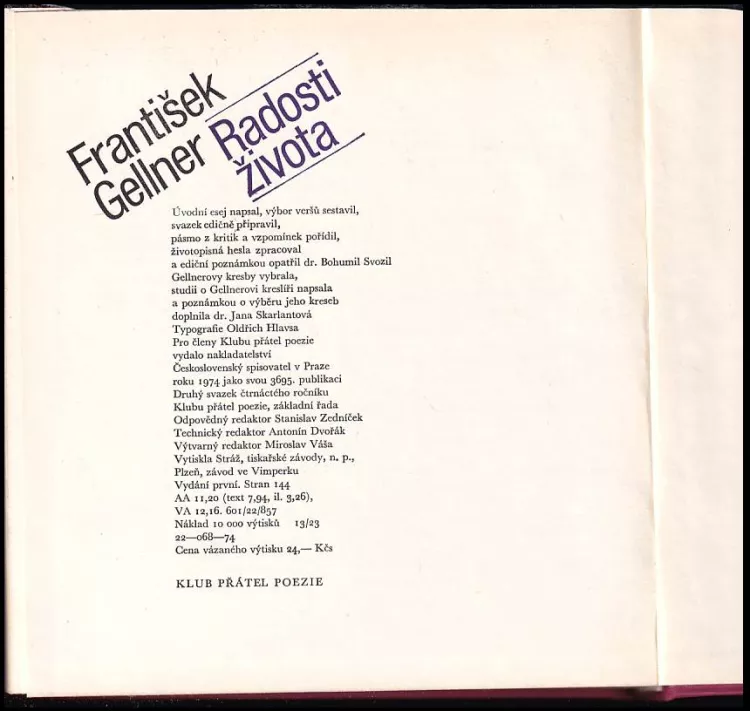 František
Gellner Radosti
života
Úvodní esej napsal, výbor veršů sestavil,
svazek edičně připravil,
pásmo z kritik a vzpomínek pořídil,
životopisná hesla zpracoval
a ediční poznámkou opatřil dr. Bohumil Svozil
Gellnerovy kresby vybrala,
studii o Gellnerovi kreslíři napsala
a poznámkou o výběru jeho kreseb
doplnila dr. Jana Skarlantová
Typografie Oldřich Hlavsa
Pro členy Klubu přátel poezie
vydalo nakladatelství
Československý spisovatel v Praze
roku 1974 jako svou 3695. publikaci
Druhý svazek čtrnáctého ročníku
Klubu přátel poezie, základní řada
Odpovědný redaktor Stanislav Zedníček
Technický redaktor Antonín Dvořák
Výtvarný redaktor Miroslav Váša
Vytiskla Stráž, tiskařské závody, n. p.,
Plzeň, závod ve Vimperku
Vydání první. Stran 144
AA 11,20 (text 7,94, il. 3,26),
VA 12,16. 601/22/857
Náklad 10 000 výtisků 13/23
22—068—74
Cena vázaného výtisku 24,— Kčs
KLUB PŘÁTEL POEZIE